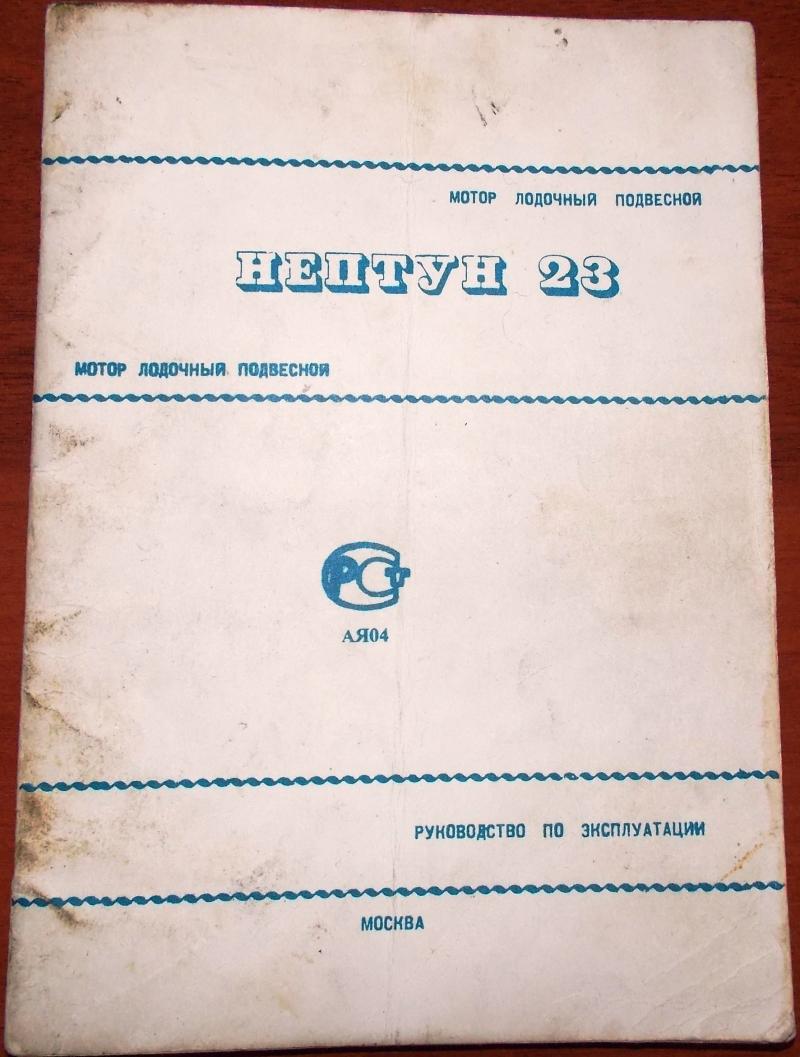 МОТОР ЛОДОЧНЫЙ ПОДВЕСНОЙ
НЕПТУН 23
МОТОР ЛОДОЧНЫЙ ПОДВЕСНОЙ
РСТ
АЯ04
РУКОВОДСТВО ПО ЭКСПЛУАТАЦИИ
МОСКВА